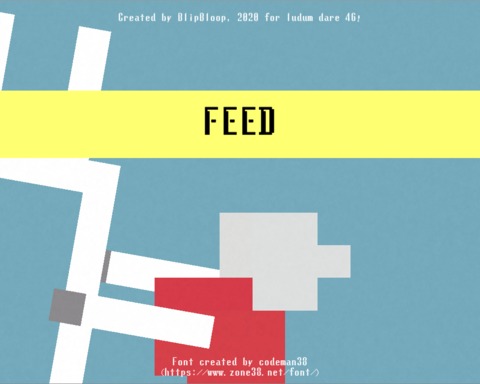 Created by BlipBloop, 2020 for ludum dare 46!
FEED
Font created by codeman38
(https://www.zone38.net/font/)